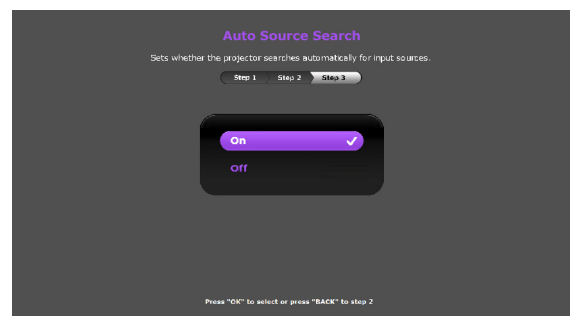 Auto Source Search
Sets whether the projector searches automatically for input sources.
Step 1 Step 2 Step 3
On
Off
Press "OK" to select or press "BACK" to step 2